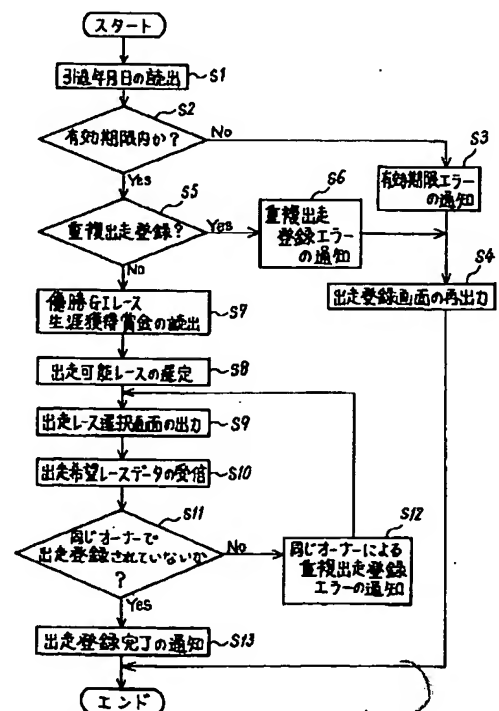 スタート
引退年月日の読出
S1
S2
有効期限内か?
No
Yes
S3
有効期限エラー
の通知
S5
重複出走登録?
Yes
No
S6
重複出走
登録エラー
の通知
S4
出走登録画面の再出力
優勝GIレース
生涯獲得賞金の読出
S7
出走可能レースの選定
S8
出走レース選択画面の出力
S9
出走希望レースデータの受信
S10
S11
同じオーナーで
出走登録されていないか
?
No
Yes
S12
同じオーナーによる
重複出走登録
エラーの通知
出走登録完了の通知
S13
エンド